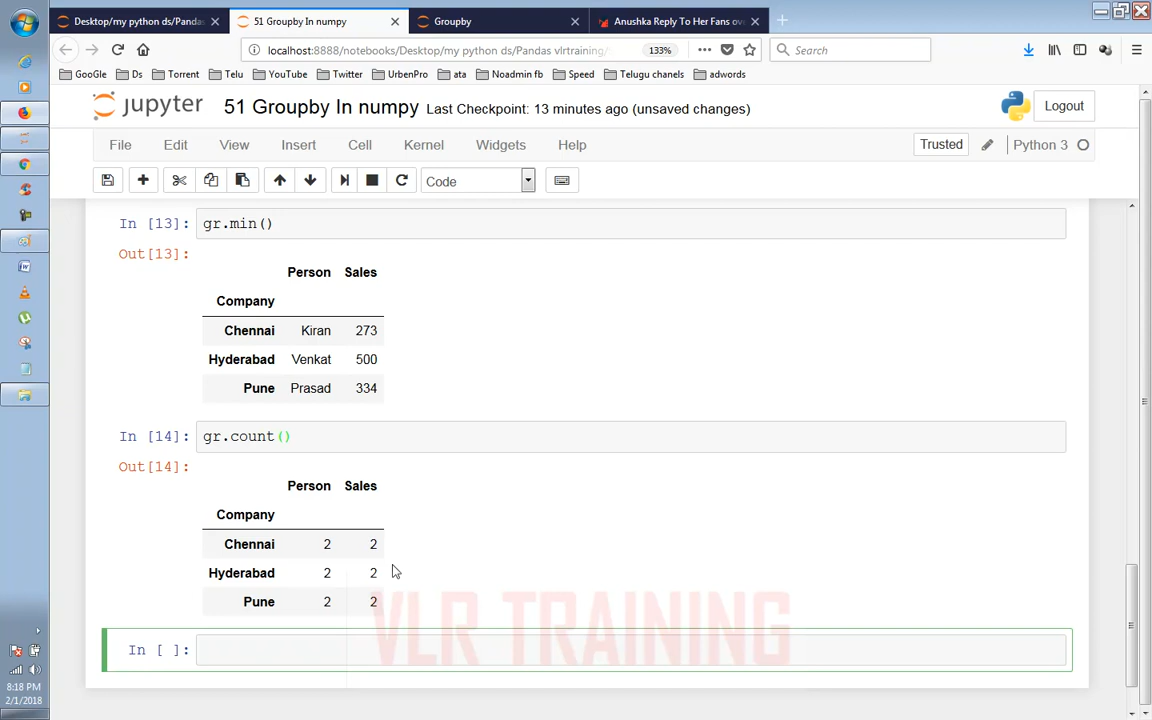 Desktop/my python ds/Pandas
51 Groupby In numpy
Groupby
Anushka Reply To Her Fans ov
localhost:8888/notebooks/Desktop/my python ds/Pandas vlrtraining/
133%
Search
GooGle
Ds
Torrent
Telu
YouTube
Twitter
UrbenPro
ata
Noadmin fb
Speed
Telugu chanels
adwords
jupyter
51 Groupby In numpy
Last Checkpoint: 13 minutes ago (unsaved changes)
Logout
File
Edit
View
Insert
Cell
Kernel
Widgets
Help
Trusted
Python 3
Code
In [13]:
gr.min()
Out[13]:
Person Sales
Company
Chennai Kiran 273
Hyderabad Venkat 500
Pune Prasad 334
In [14]:
gr.count()
Out[14]:
Person Sales
Company
Chennai 2 2
Hyderabad 2 2
Pune 2 2
VLR TRAINING
In [ ]:
8:18 PM
2/1/2018